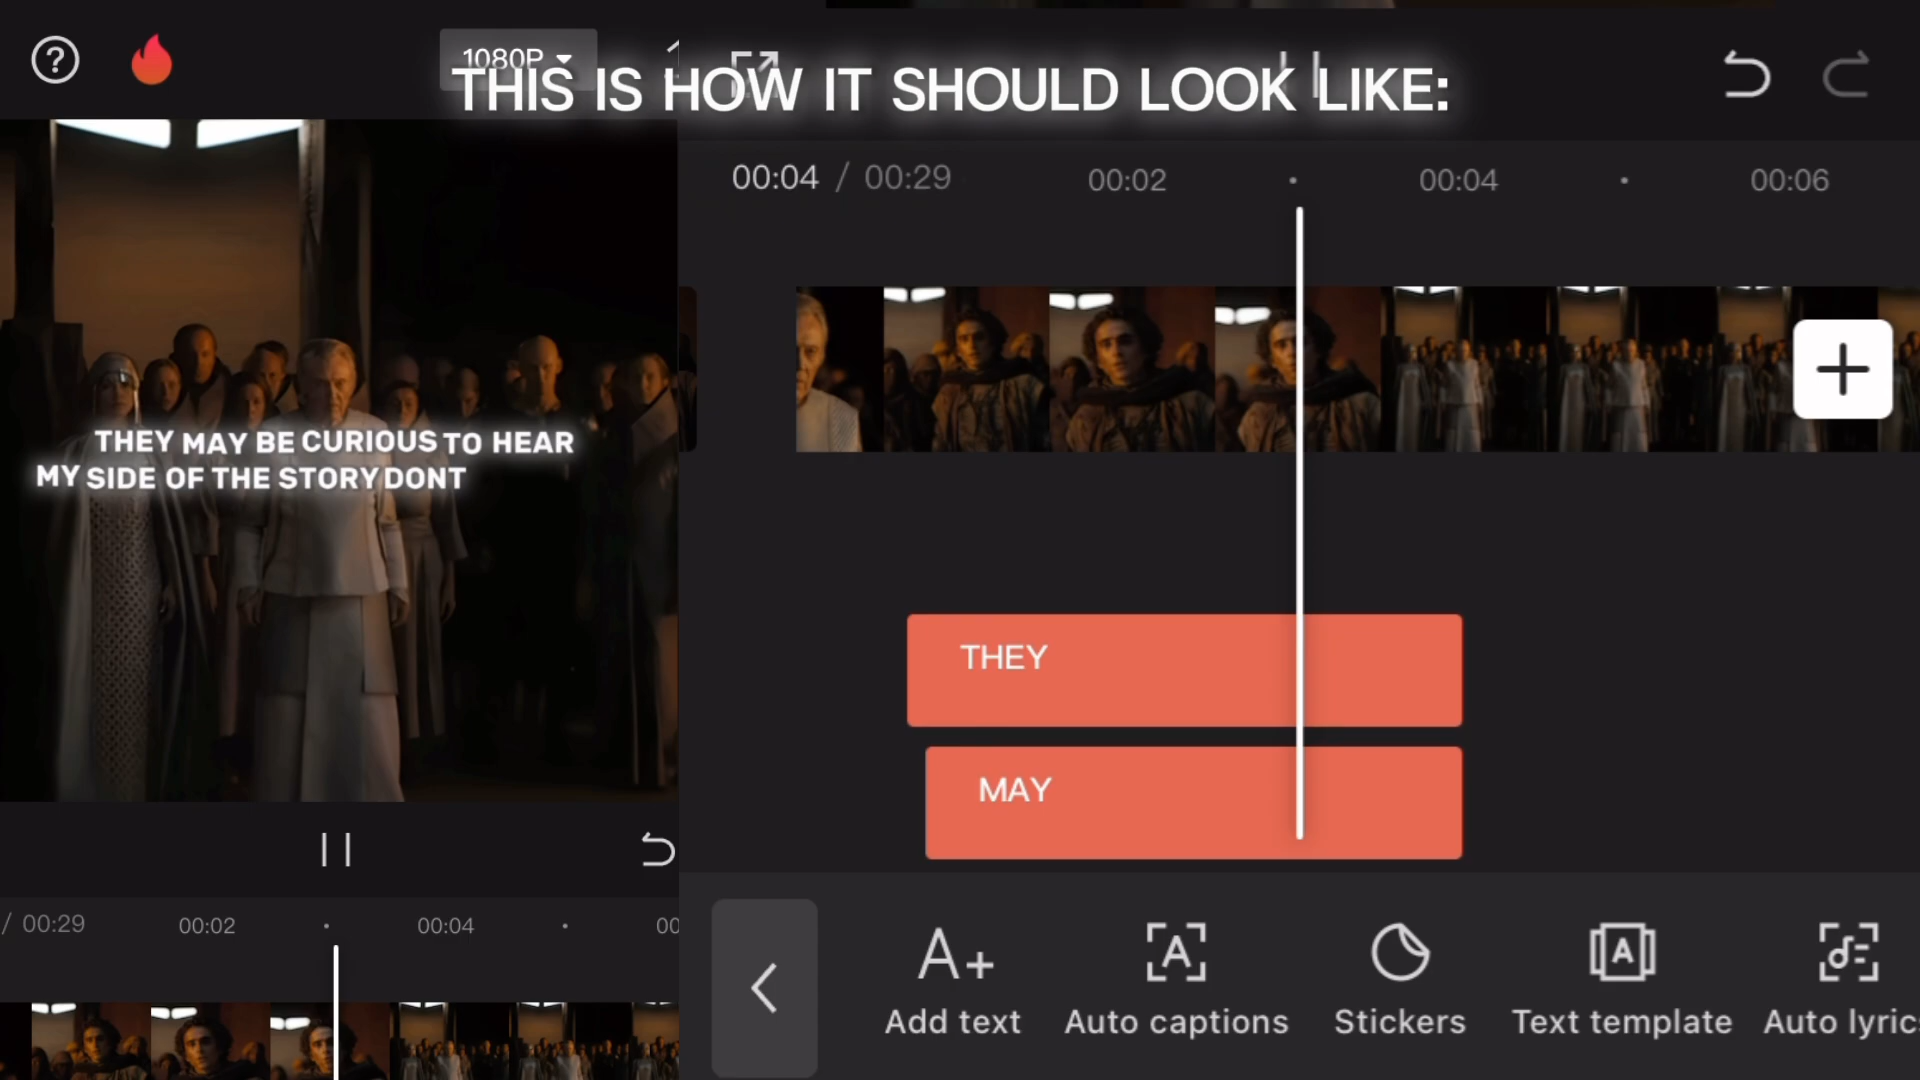 1080P
THIS IS HOW IT SHOULD LOOK LIKE:
00:04 / 00:29
00:02
00:04
00:06
THEY MAY BE CURIOUS TO HEAR
MY SIDE OF THE STORY DONT
THEY
MAY
/ 00:29
00:02
00:04
00
Add text
Auto captions
Stickers
Text template
Auto lyrics